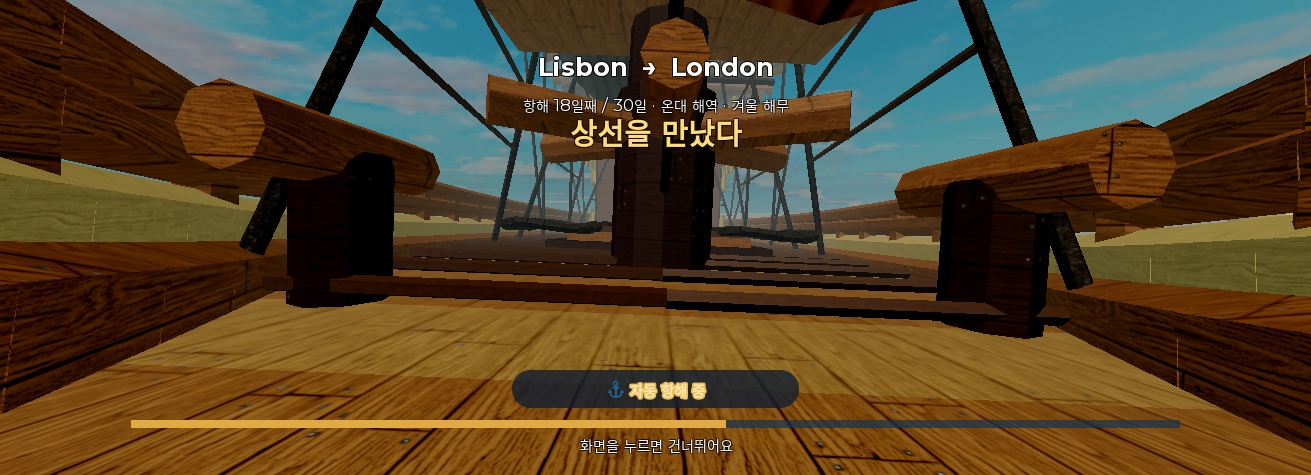 Lisbon → London
항해 18일째 / 30일 · 온대 해역 · 겨울 해무
상선을 만났다
⚓ 자동 항해 중
화면을 누르면 건너뛰어요